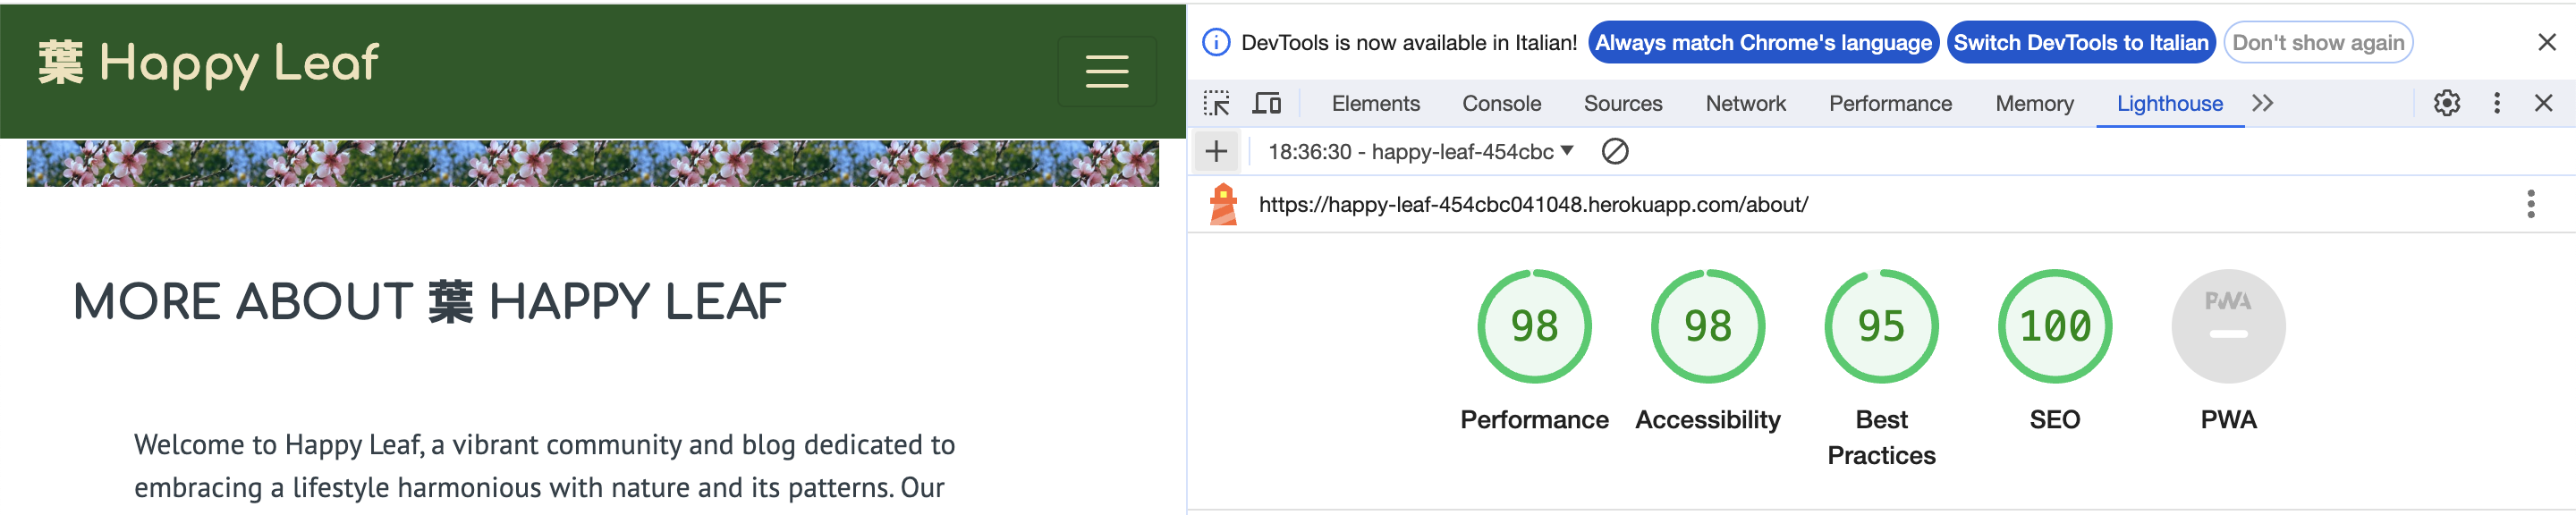 葉 Happy Leaf
MORE ABOUT 葉 HAPPY LEAF
Welcome to Happy Leaf, a vibrant community and blog dedicated to
embracing a lifestyle harmonious with nature and its patterns. Our
DevTools is now available in Italian! Always match Chrome's language Switch DevTools to Italian Don't show again
Elements Console Sources Network Performance Memory Lighthouse
18:36:30 - happy-leaf-454cbc
https://happy-leaf-454cbc041048.herokuapp.com/about/
98 98 95 100 PWA
Performance Accessibility Best Practices SEO PWA